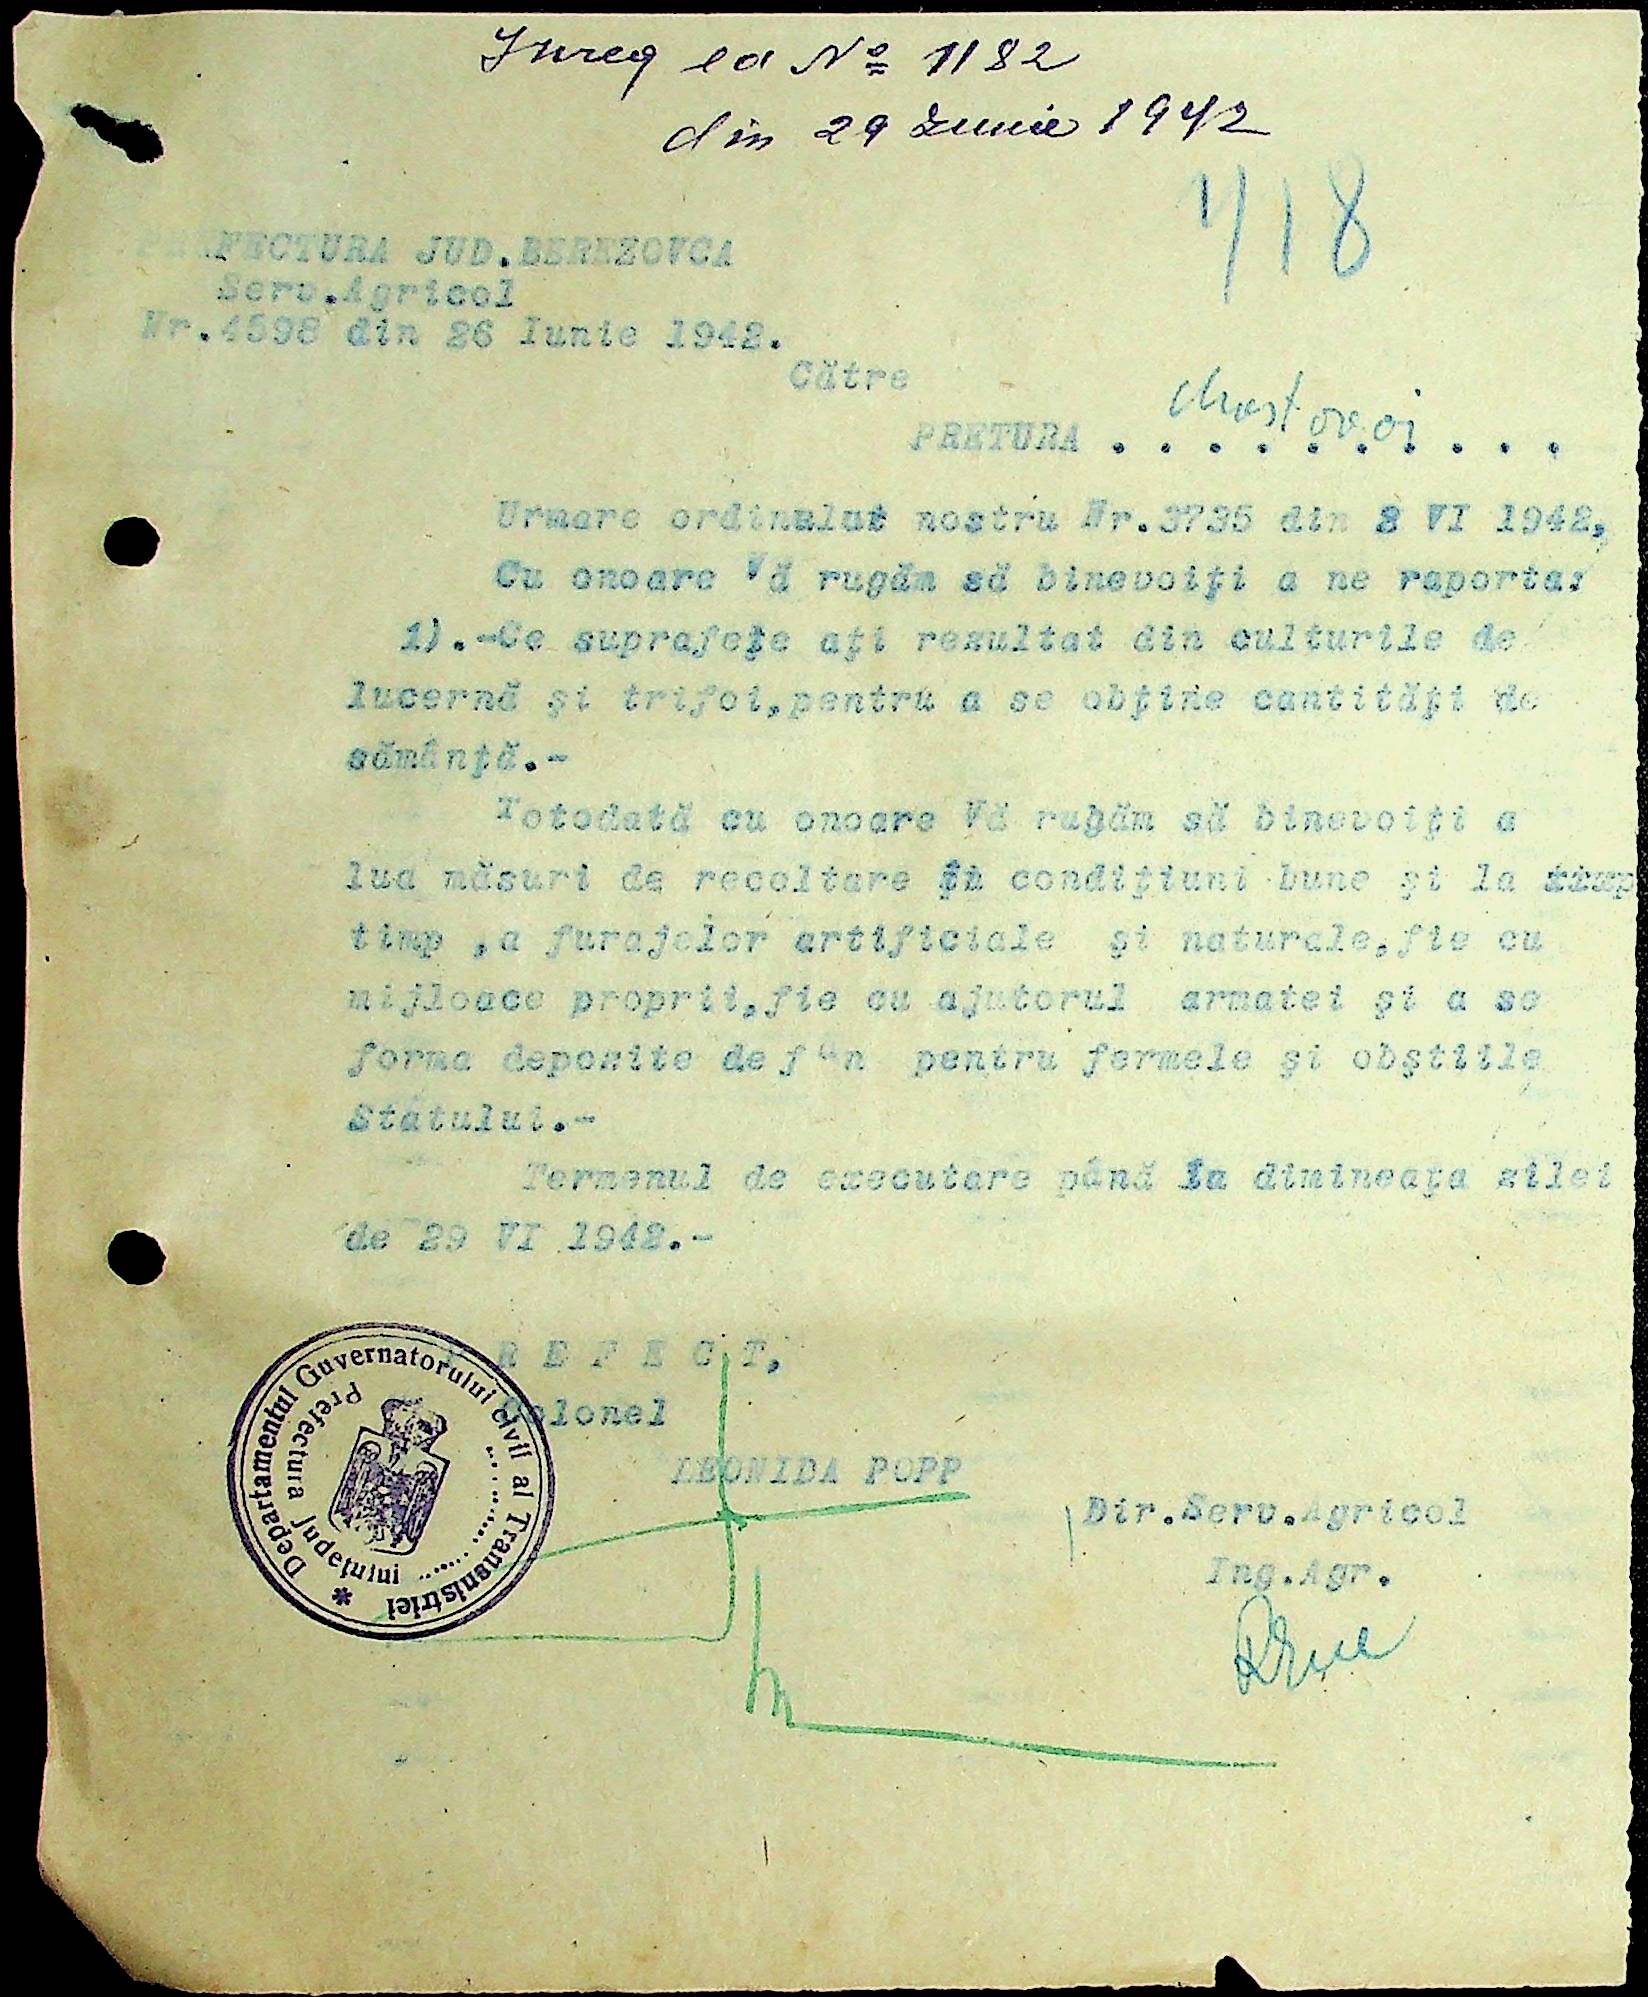 Inreg la Nº 1182
din 29 Iunie 1942
1/18
PREFECTURA JUD.BEREZOVCA
Serv.Agricol
Nr.4598 din 26 Iunie 1942.
Către
PRETURA . . . . . . . . . .
Mostovoi
Urmare ordinului nostru Nr.3735 din 8 VI 1942,
Cu onoare Vă rugăm să binevoiţi a ne raporta:
1).-Ce suprafeţe aţi rezultat din culturile de
lucernă şi trifoi,pentru a se obţine cantităţi de
sămânţă.-
Totodată cu onoare Vă rugăm să binevoiţi a
lua măsuri de recoltare în condiţiuni bune şi la
timp ,a furajelor artificiale şi naturale,fie cu
mijloace proprii,fie cu ajutorul armatei şi a se
forma depozite de fân pentru fermele şi obştiile
Statului.-
Termenul de executare până la dimineaţa zilei
de 29 VI 1942.-
P R E F E C T,
Colonel
LEONIDA POPP
Dir.Serv.Agricol
Ing.Agr.
Departamentul Guvernatorului civil al Transnistriei
Prefectura Judeţului